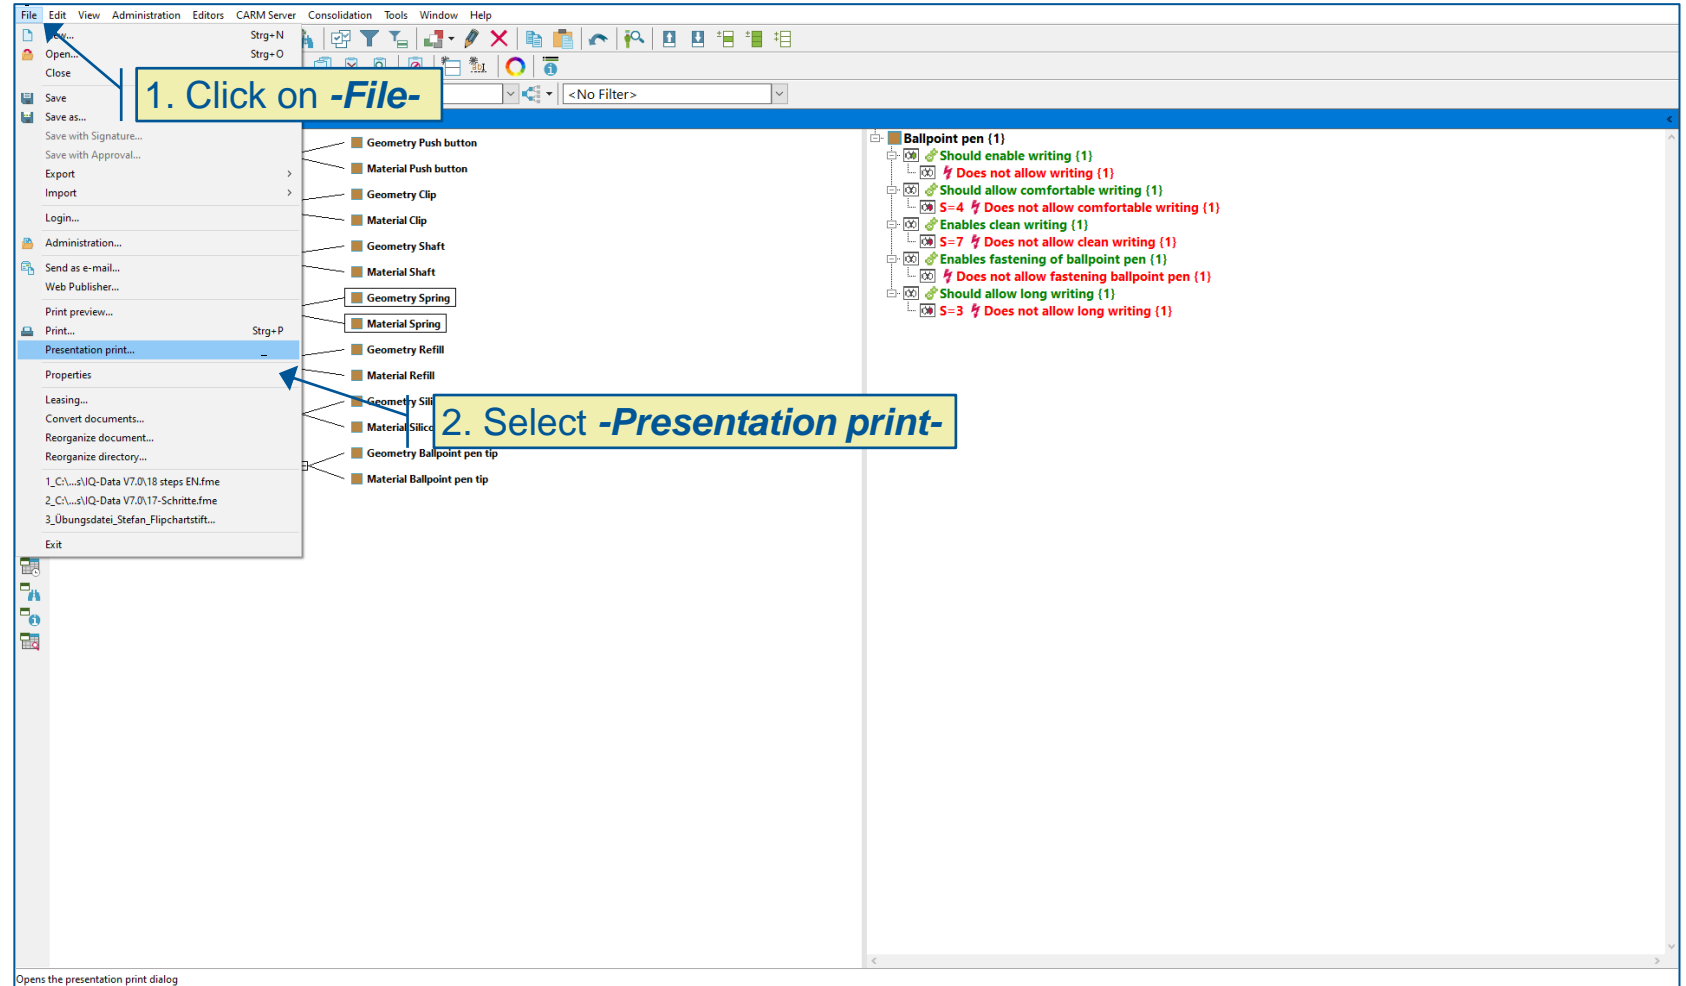 File Edit View Administration Editors CARM Server Consolidation Tools Window Help
Strg+N
Open... Strg+O
Close
1. Click on -File-
<No Filter>
Save
Save as...
Save with Signature...
Save with Approval...
Export
Import
Login...
Administration...
Send as e-mail...
Web Publisher...
Print preview...
Print... Strg+P
Presentation print...
Properties
Leasing...
Convert documents...
Reorganize document...
Reorganize directory...
1_C:\...s\IQ-Data V7.0\18 steps EN.fme
2_C:\...s\IQ-Data V7.0\17-Schritte.fme
3_Übungsdatei_Stefan_Flipchartstift...
Exit
Geometry Push button
Material Push button
Geometry Clip
Material Clip
Geometry Shaft
Material Shaft
Geometry Spring
Material Spring
Geometry Refill
Material Refill
Geometry Sili
Material Silico
2. Select -Presentation print-
Geometry Ballpoint pen tip
Material Ballpoint pen tip
Ballpoint pen {1}
Should enable writing {1}
Does not allow writing {1}
Should allow comfortable writing {1}
S=4 Does not allow comfortable writing {1}
Enables clean writing {1}
S=7 Does not allow clean writing {1}
Enables fastening of ballpoint pen {1}
Does not allow fastening ballpoint pen {1}
Should allow long writing {1}
S=3 Does not allow long writing {1}
Opens the presentation print dialog